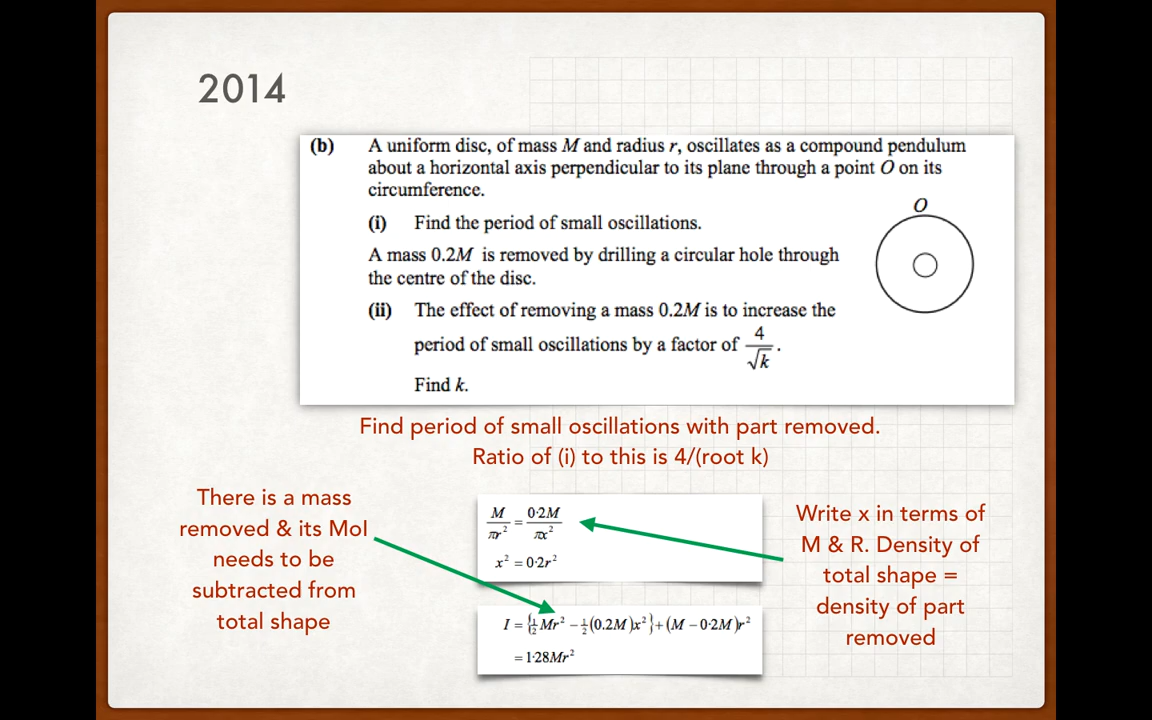 2014
(b) A uniform disc, of mass M and radius r, oscillates as a compound pendulum
about a horizontal axis perpendicular to its plane through a point O on its
circumference.
O
(i) Find the period of small oscillations.
A mass 0.2M is removed by drilling a circular hole through
the centre of the disc.
(ii) The effect of removing a mass 0.2M is to increase the
period of small oscillations by a factor of 4/√k.
Find k.
Find period of small oscillations with part removed.
Ratio of (i) to this is 4/(root k)
There is a mass
removed & its MoI
needs to be
subtracted from
total shape
M/πr² = 0·2M/πx²
x² = 0·2r²
Write x in terms of
M & R. Density of
total shape =
density of part
removed
I = {½Mr² − ½(0.2M)x²} + (M − 0·2M)r²
= 1·28Mr²